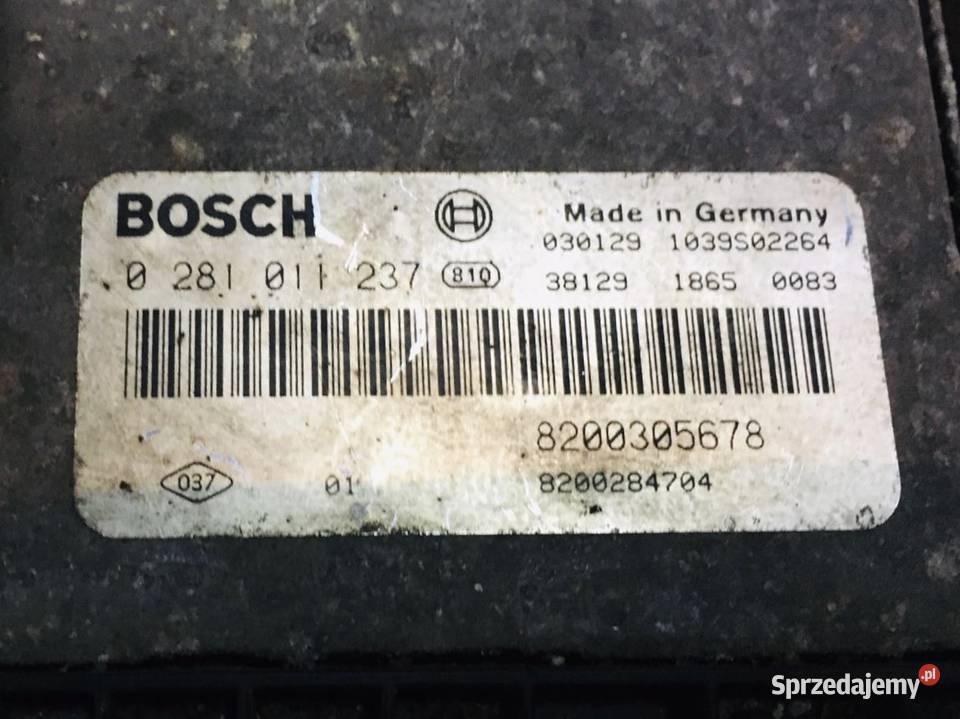 BOSCH Made in Germany
030129 1039S02264
0 281 011 237 81Q 38129 1865 0083
8200305678
037 01 8200284704
Sprzedajemy.pl